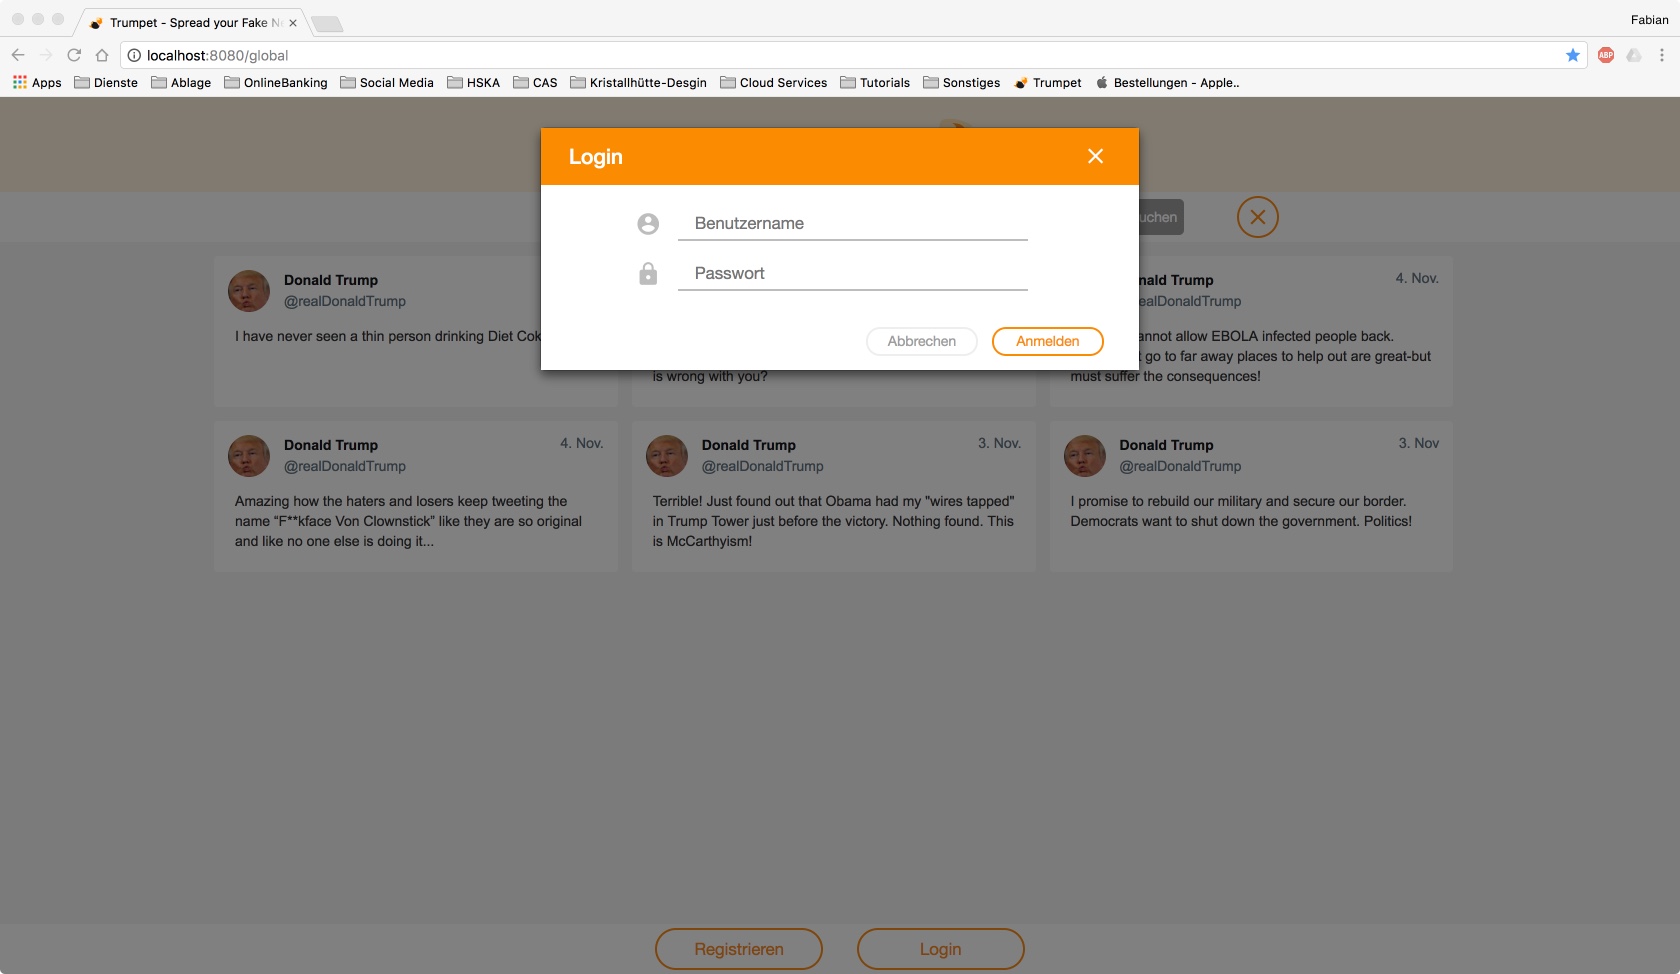 Trumpet - Spread your Fake N
Fabian
localhost:8080/global
ABP
Apps
Dienste
Ablage
OnlineBanking
Social Media
HSKA
CAS
Kristallhütte-Desgin
Cloud Services
Tutorials
Sonstiges
Trumpet
Bestellungen - Apple..
Login
Benutzername
Passwort
Abbrechen
Anmelden
uchen
Donald Trump
@realDonaldTrump
I have never seen a thin person drinking Diet Cok
is wrong with you?
nald Trump
4. Nov.
ealDonaldTrump
annot allow EBOLA infected people back.
t go to far away places to help out are great-but
must suffer the consequences!
Donald Trump
4. Nov.
@realDonaldTrump
Amazing how the haters and losers keep tweeting the
name “F**kface Von Clownstick” like they are so original
and like no one else is doing it...
Donald Trump
3. Nov.
@realDonaldTrump
Terrible! Just found out that Obama had my "wires tapped"
in Trump Tower just before the victory. Nothing found. This
is McCarthyism!
Donald Trump
3. Nov
@realDonaldTrump
I promise to rebuild our military and secure our border.
Democrats want to shut down the government. Politics!
Registrieren
Login